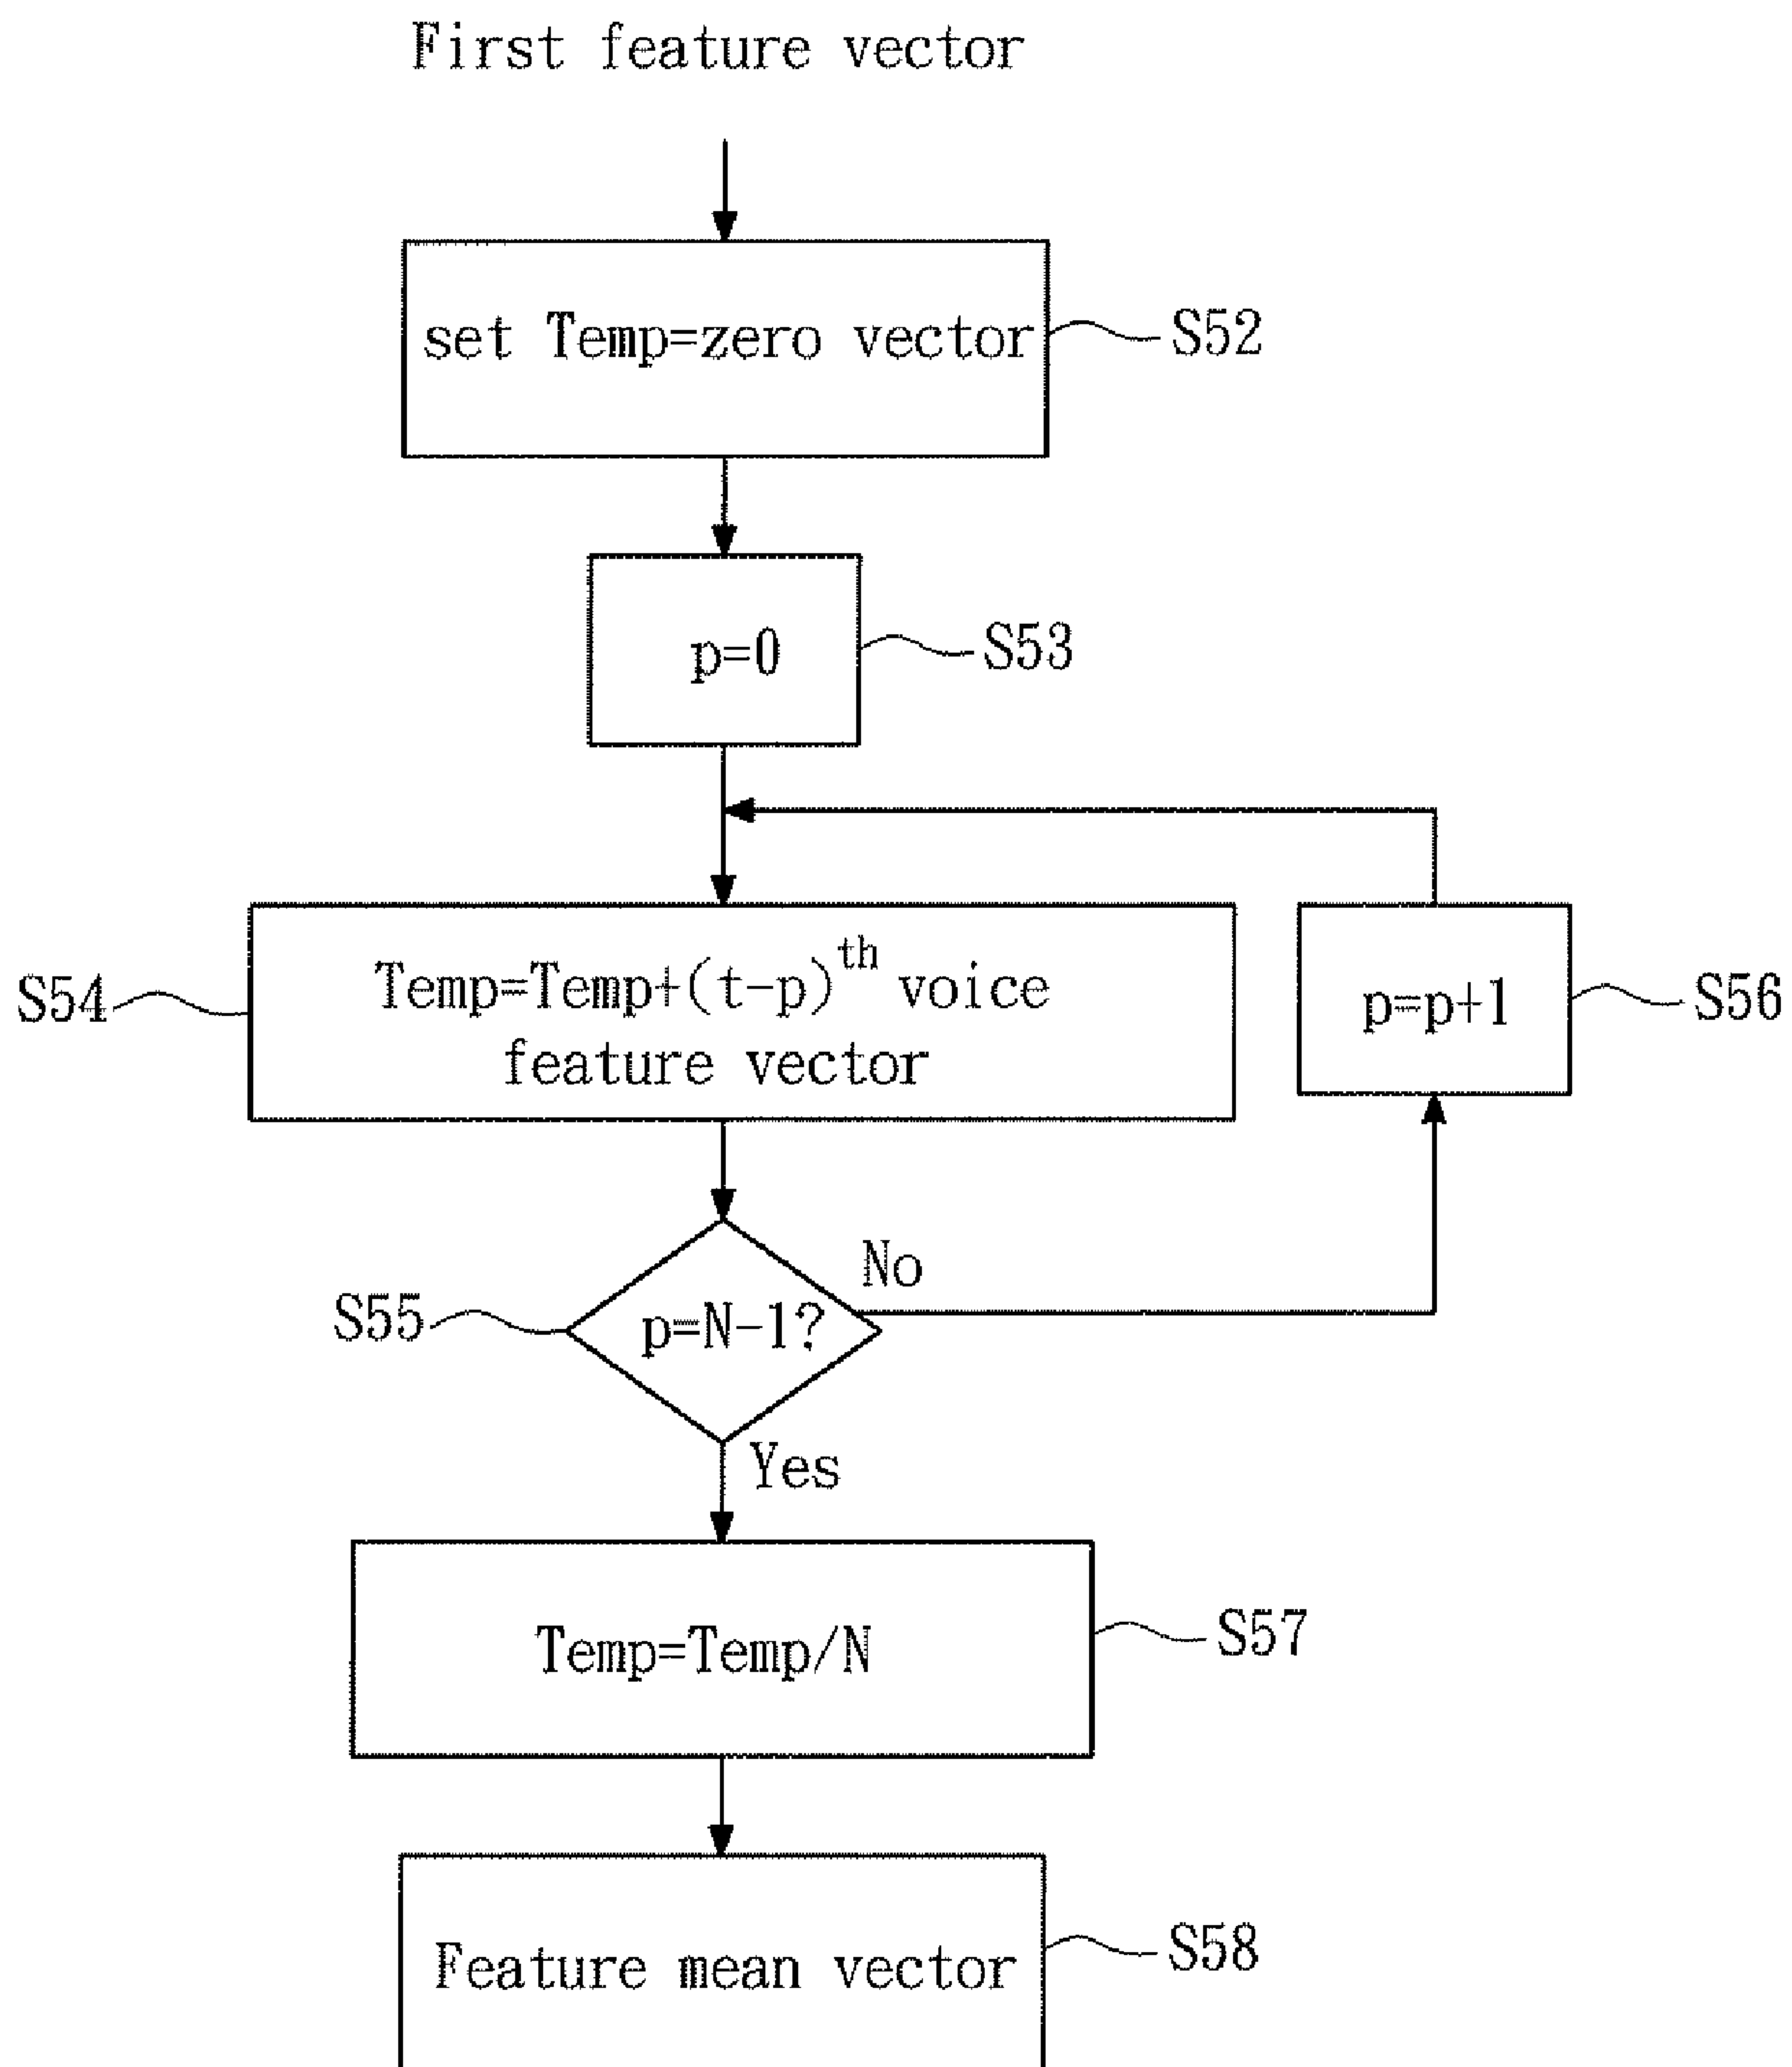 First feature vector
set Temp=zero vector
S52
p=0
S53
S54
Temp=Temp+(t-p)th voice
feature vector
p=p+1
S56
S55
p=N-1?
No
Yes
Temp=Temp/N
S57
Feature mean vector
S58